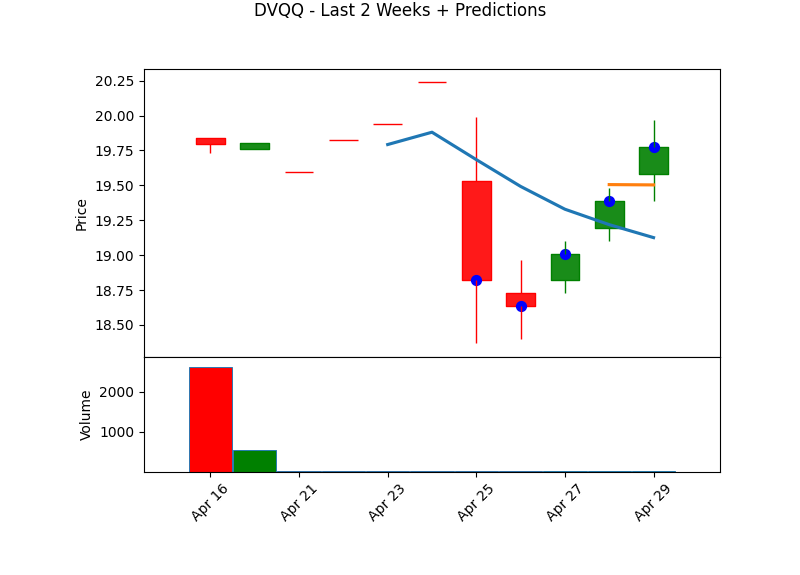 DVQQ - Last 2 Weeks + Predictions
20.25
20.00
19.75
19.50
19.25
19.00
18.75
18.50
Price
2000
1000
Volume
Apr 16
Apr 21
Apr 23
Apr 25
Apr 27
Apr 29